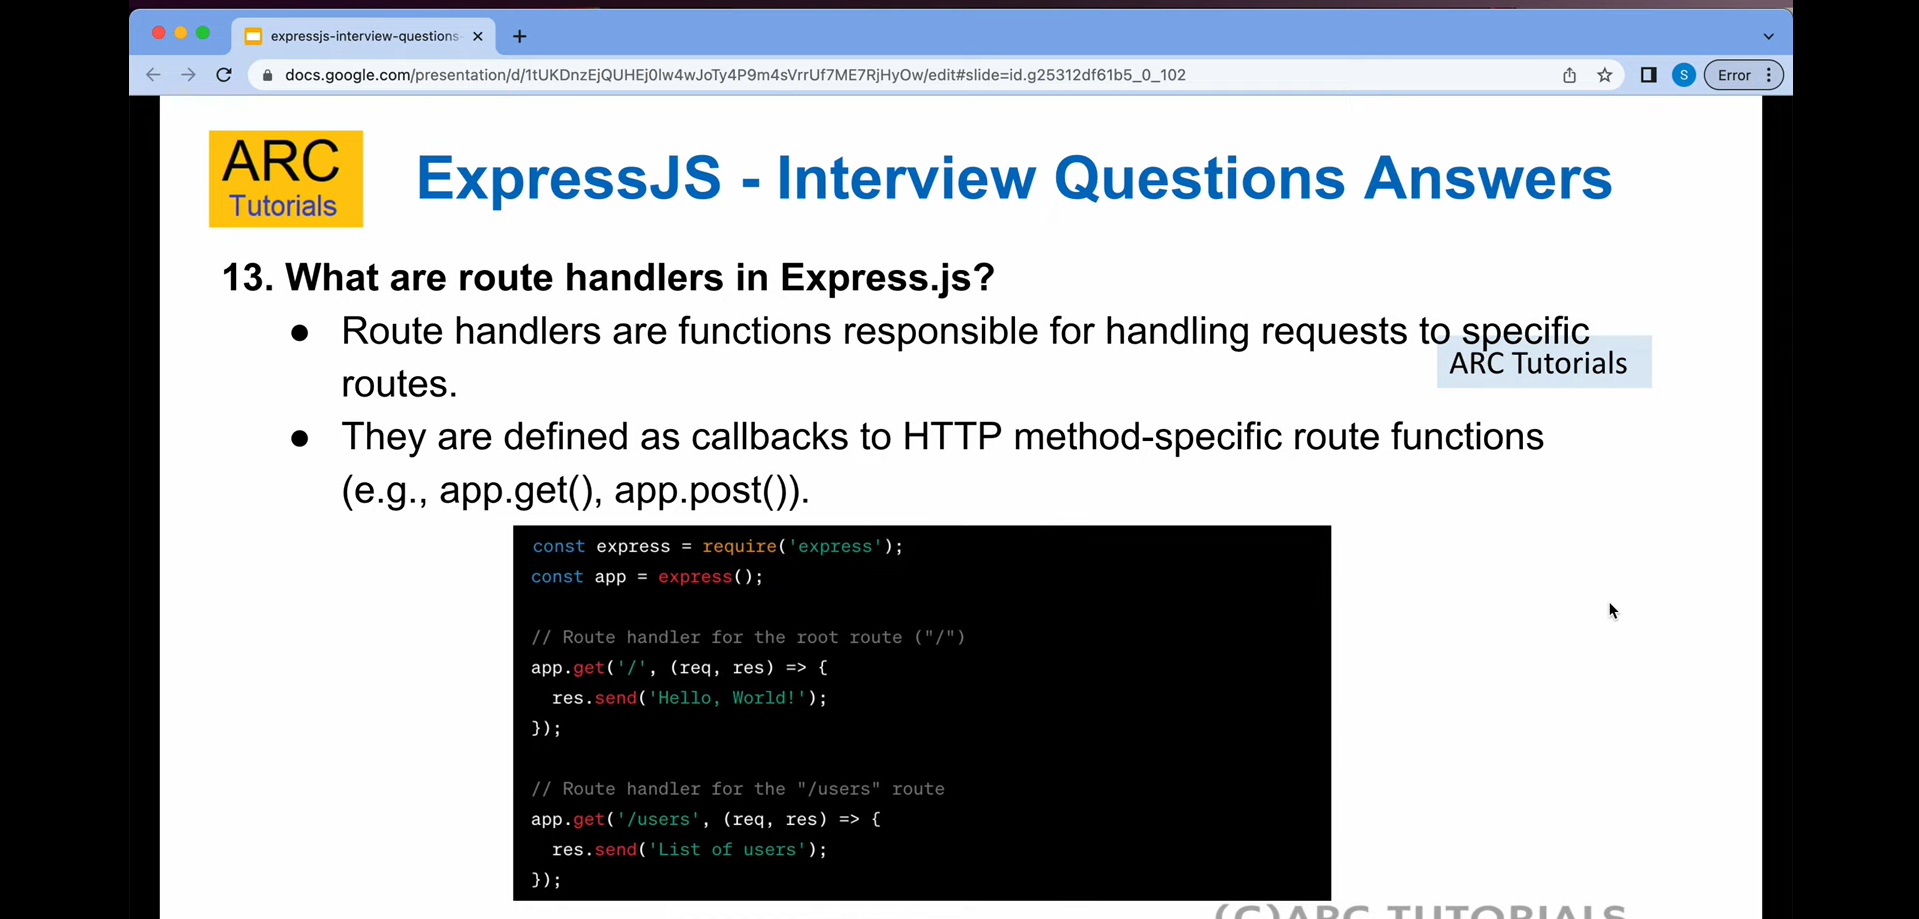 expressjs-interview-questions-
docs.google.com/presentation/d/1tUKDnzEjQUHEj0lw4wJoTy4P9m4sVrrUf7ME7RjHyOw/edit#slide=id.g25312df61b5_0_102
S
Error
ARC
Tutorials
ExpressJS - Interview Questions Answers
13. What are route handlers in Express.js?
● Route handlers are functions responsible for handling requests to specific
routes.
ARC Tutorials
● They are defined as callbacks to HTTP method-specific route functions
(e.g., app.get(), app.post()).
const express = require('express');
const app = express();
// Route handler for the root route ("/")
app.get('/', (req, res) => {
  res.send('Hello, World!');
});
// Route handler for the "/users" route
app.get('/users', (req, res) => {
  res.send('List of users');
});
(C)ARC TUTORIALS